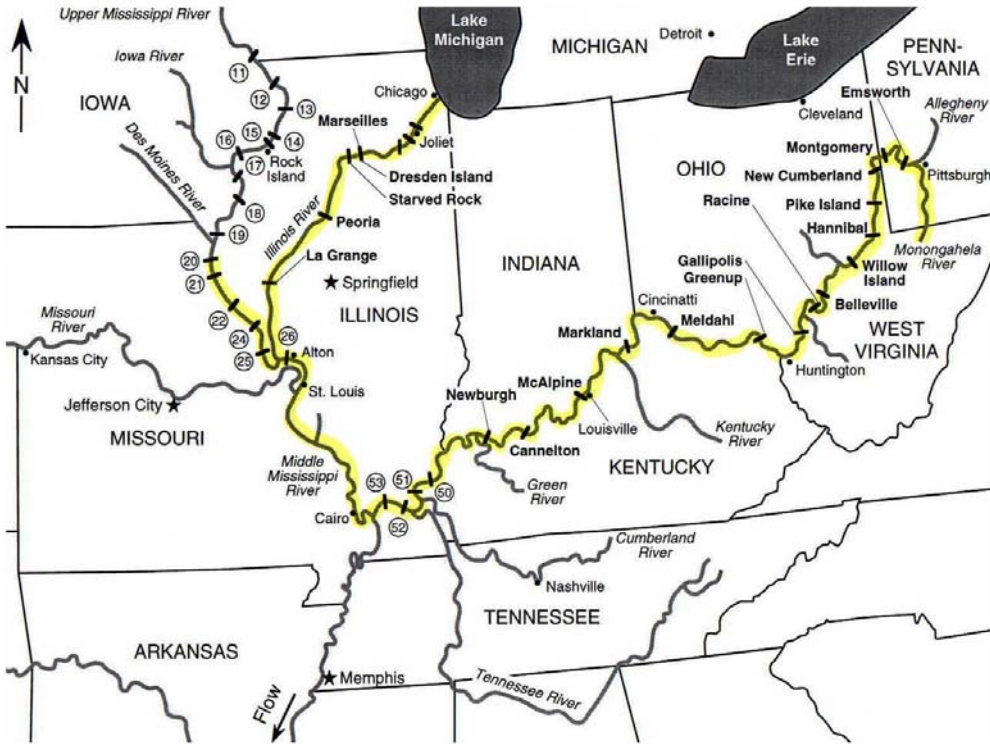 Upper Mississippi River
Lake
Michigan
MICHIGAN
Detroit
Lake
Erie
PENN-
SYLVANIA
N
Iowa River
11
IOWA
12
13
Chicago
Emsworth
Allegheny
River
Cleveland
Des Moines River
16
15
14
Marseilles
Joliet
Montgomery
17
Rock
Island
Dresden Island
OHIO
New Cumberland
Pittsburgh
18
Starved Rock
Racine
Pike Island
19
Illinois River
Peoria
Hannibal
Monongahela
River
20
La Grange
INDIANA
Gallipolis
Greenup
Willow
Island
21
Springfield
Cincinatti
Belleville
Missouri
River
22
ILLINOIS
Markland
Meldahl
WEST
VIRGINIA
24
26
Kansas City
25
Alton
Huntington
St. Louis
McAlpine
Jefferson City
Newburgh
Louisville
MISSOURI
Kentucky
River
Cannelton
Middle
Mississippi
River
53
51
50
Green
River
KENTUCKY
Cairo
52
Cumberland
River
Nashville
TENNESSEE
ARKANSAS
Memphis
Tennessee River
Flow